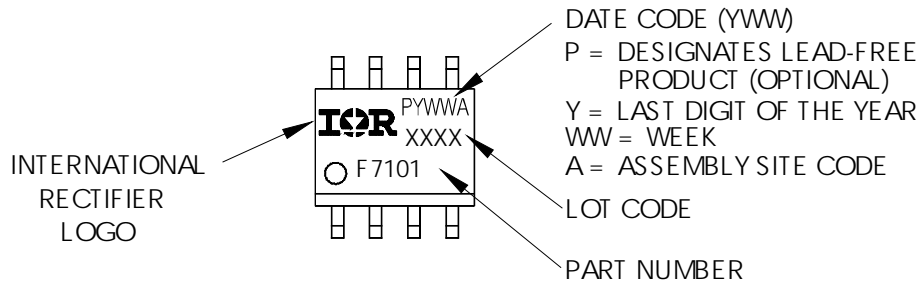 DATE CODE (YWW)
P = DESIGNATES LEAD-FREE
PRODUCT (OPTIONAL)
Y = LAST DIGIT OF THE YEAR
WW = WEEK
A = ASSEMBLY SITE CODE
LOT CODE
PART NUMBER
INTERNATIONAL
RECTIFIER
LOGO
IOR
PYWWA
XXXX
F7101